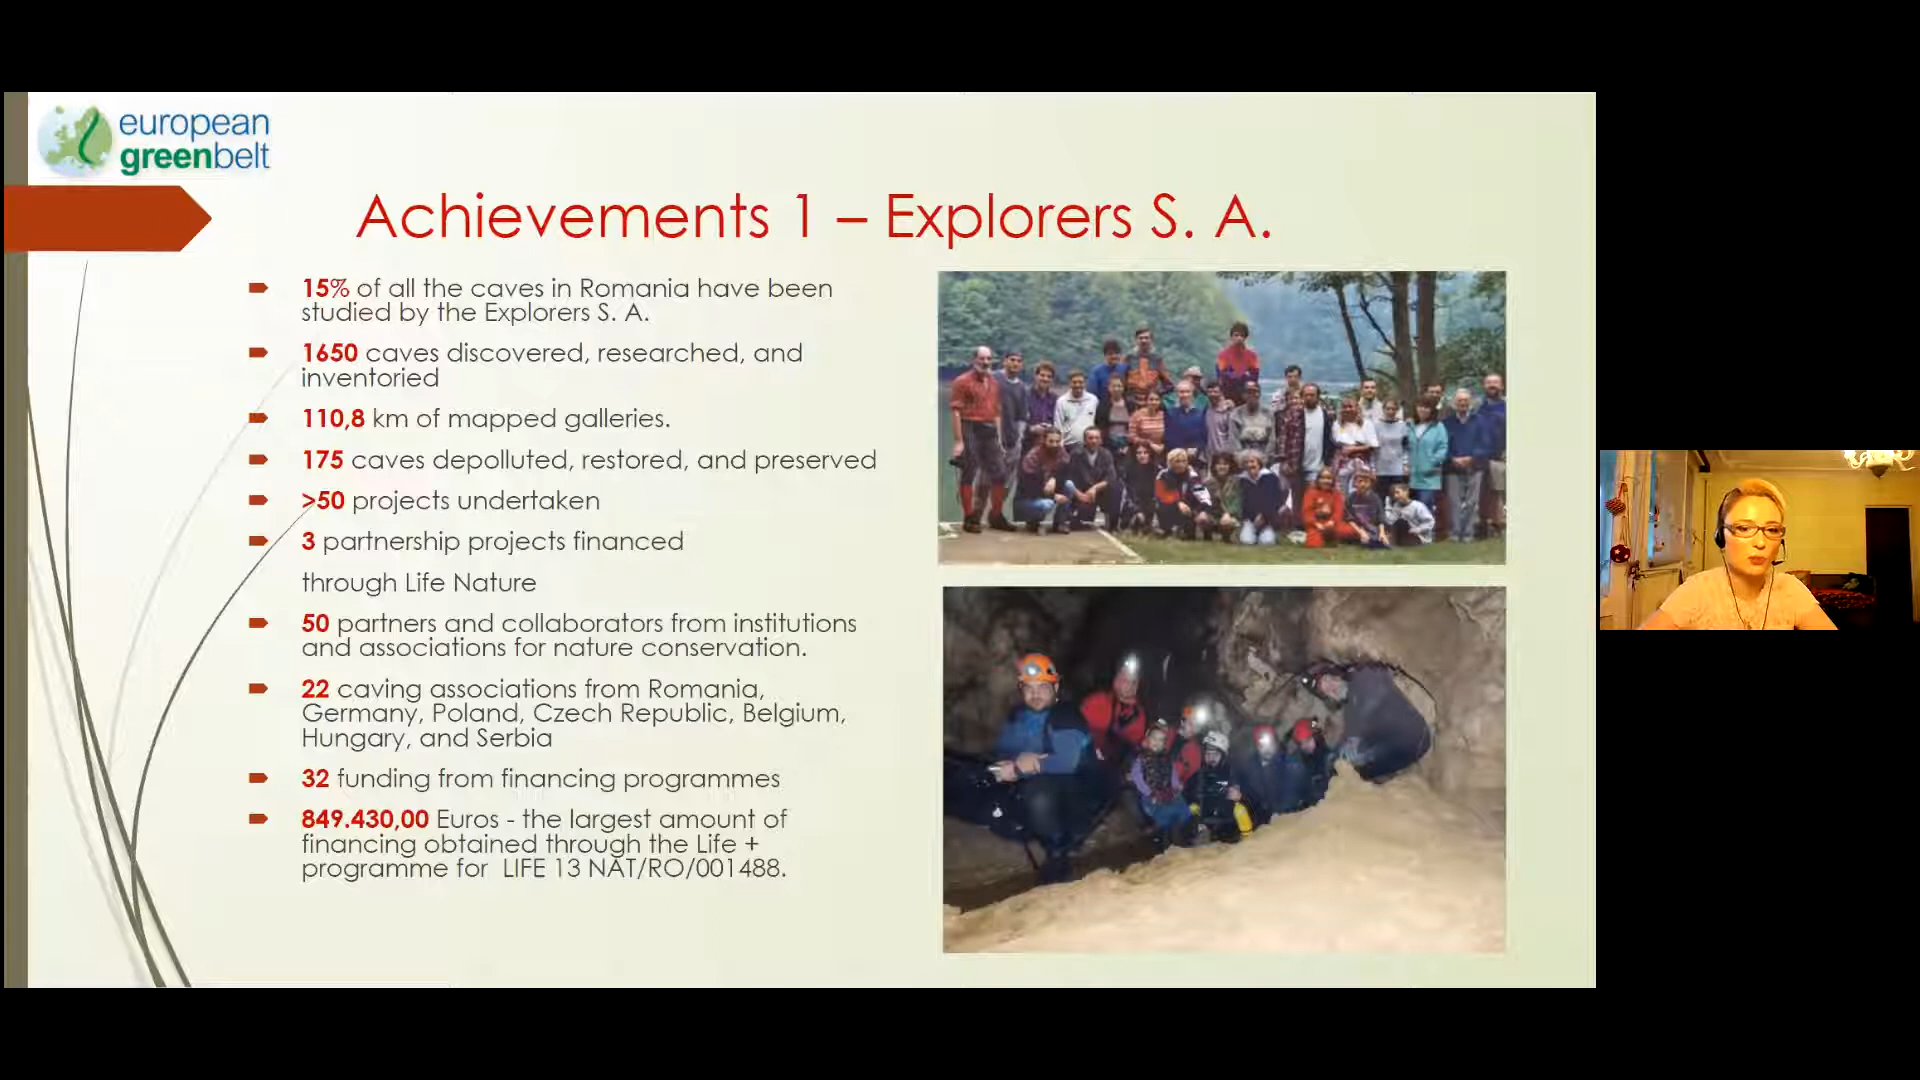 european
greenbelt
Achievements 1 – Explorers S. A.
15% of all the caves in Romania have been
studied by the Explorers S. A.
1650 caves discovered, researched, and
inventoried
110,8 km of mapped galleries.
175 caves depolluted, restored, and preserved
>50 projects undertaken
3 partnership projects financed
through Life Nature
50 partners and collaborators from institutions
and associations for nature conservation.
22 caving associations from Romania,
Germany, Poland, Czech Republic, Belgium,
Hungary, and Serbia
32 funding from financing programmes
849.430,00 Euros - the largest amount of
financing obtained through the Life +
programme for LIFE 13 NAT/RO/001488.